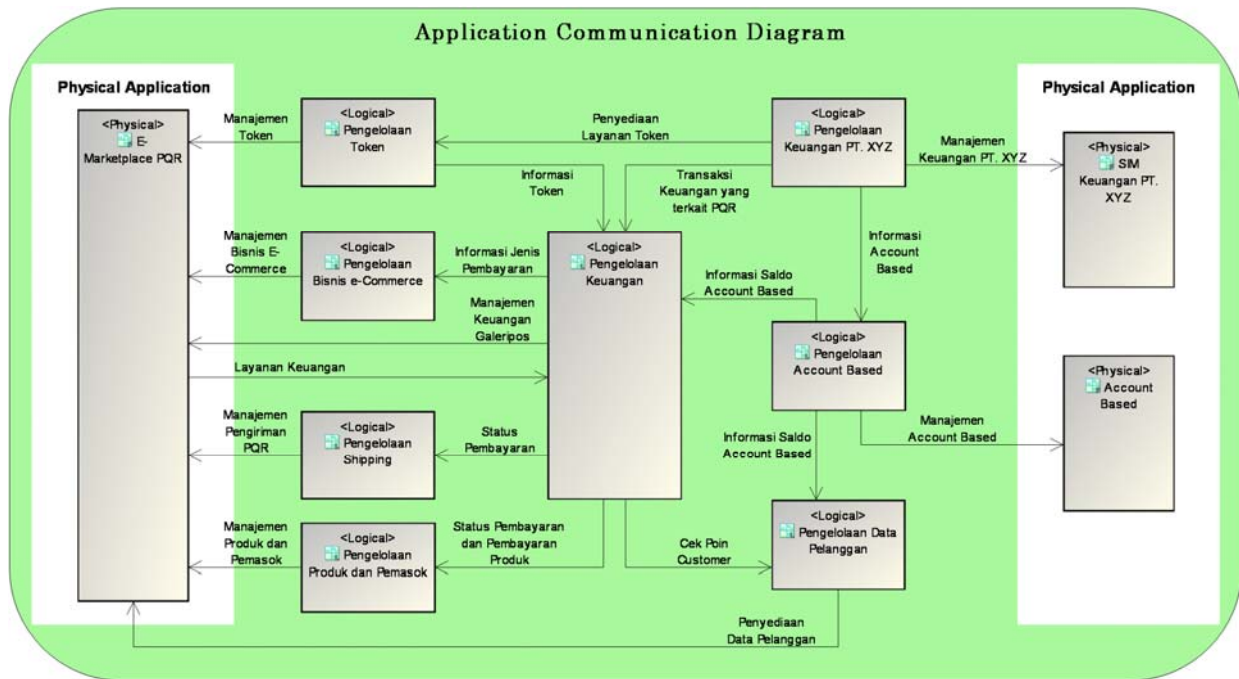 Application Communication Diagram
Physical Application
<Physical>
E-
Marketplace PQR
Manajemen
Token
<Logical>
Pengelolaan
Token
Penyediaan
Layanan Token
<Logical>
Pengelolaan
Keuangan PT. XYZ
Manajemen
Keuangan PT. XYZ
Physical Application
<Physical>
SIM
Keuangan PT.
XYZ
Informasi
Token
Transaksi
Keuangan yang
terkait PQR
Manajemen
Bisnis E-
Commerce
<Logical>
Pengelolaan
Bisnis e-Commerce
Informasi Jenis
Pembayaran
<Logical>
Pengelolaan
Keuangan
Informasi Saldo
Account Based
Informasi
Account
Based
Manajemen
Keuangan
Galeripos
Layanan Keuangan
<Logical>
Pengelolaan
Account Based
<Physical>
Account
Based
Manajemen
Pengiriman
PQR
<Logical>
Pengelolaan
Shipping
Status
Pembayaran
Informasi Saldo
Account Based
Manajemen
Account Based
Manajemen
Produk dan
Pemasok
<Logical>
Pengelolaan
Produk dan Pemasok
Status Pembayaran
dan Pembayaran
Produk
Cek Poin
Customer
<Logical>
Pengelolaan Data
Pelanggan
Penyediaan
Data Pelanggan